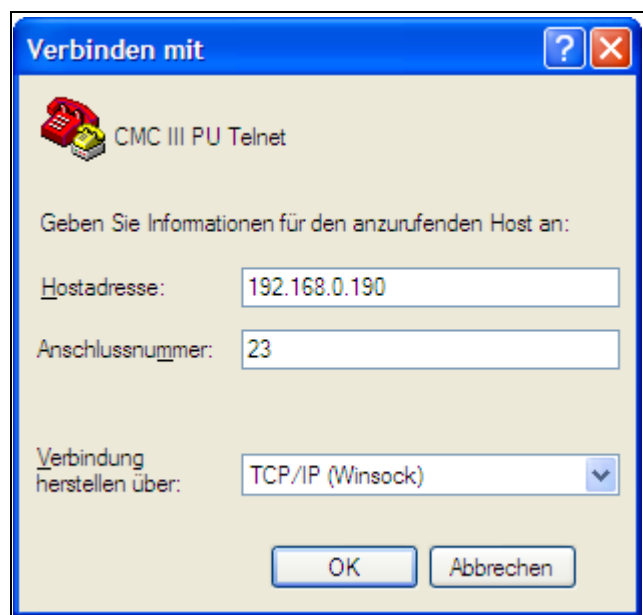 Verbinden mit
CMC III PU Telnet
Geben Sie Informationen für den anzurufenden Host an:
Hostadresse: 192.168.0.190
Anschlussnummer: 23
Verbindung
herstellen über: TCP/IP (Winsock)
OK Abbrechen